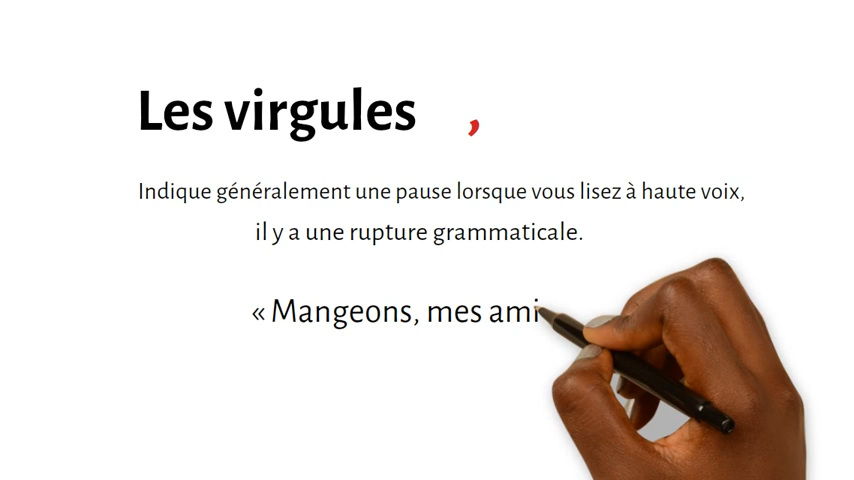 Les virgules ,
Indique généralement une pause lorsque vous lisez à haute voix,
il y a une rupture grammaticale.
« Mangeons, mes ami